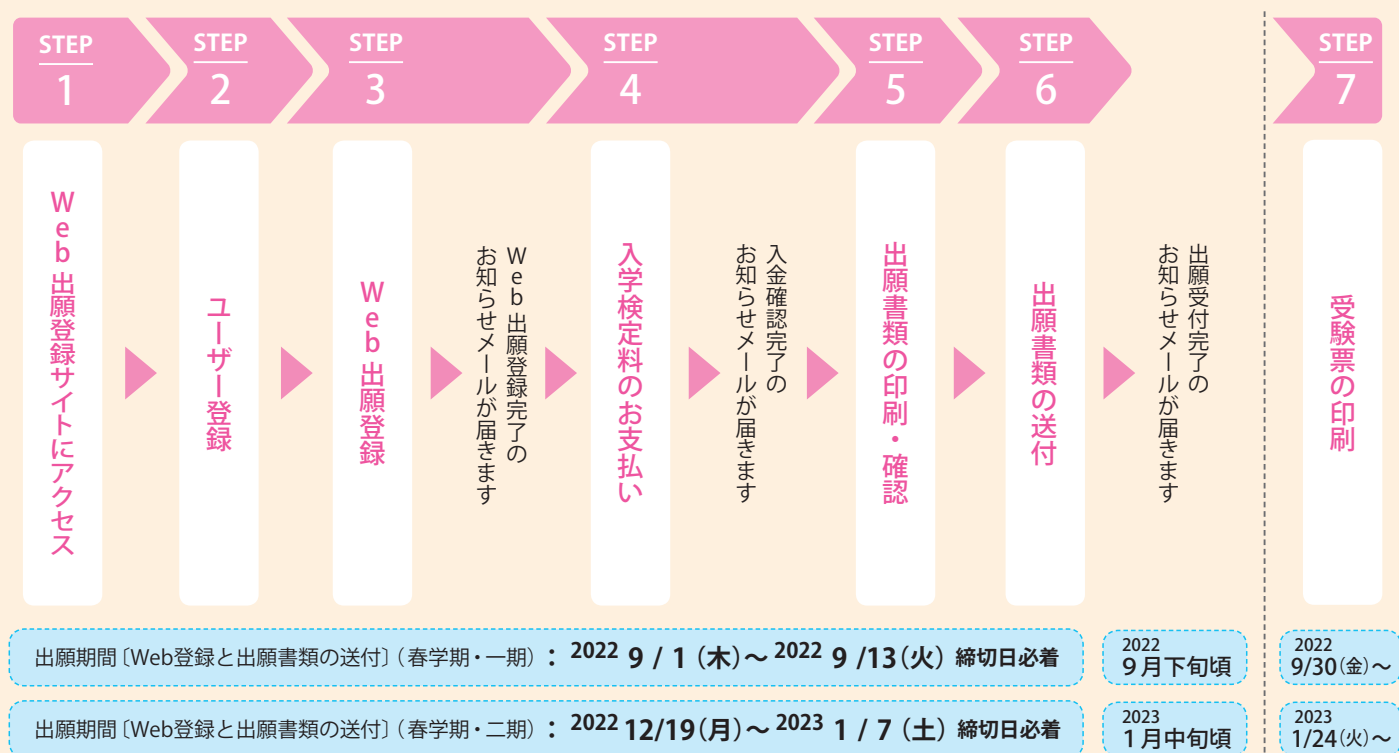 STEP
1
STEP
2
STEP
3
STEP
4
STEP
5
STEP
6
STEP
7
Web出願登録サイトにアクセス
ユーザー登録
Web出願登録
Web出願登録完了の
お知らせメールが届きます
入学検定料のお支払い
入金確認完了の
お知らせメールが届きます
出願書類の印刷・確認
出願書類の送付
出願受付完了の
お知らせメールが届きます
受験票の印刷
出願期間〔Web登録と出願書類の送付〕(春学期・一期): 2022 9 / 1 (木)～2022 9 /13(火) 締切日必着
2022
9月下旬頃
2022
9/30(金)～
出願期間〔Web登録と出願書類の送付〕(春学期・二期): 2022 12/19(月)～2023 1 / 7 (土) 締切日必着
2023
1月中旬頃
2023
1/24(火)～